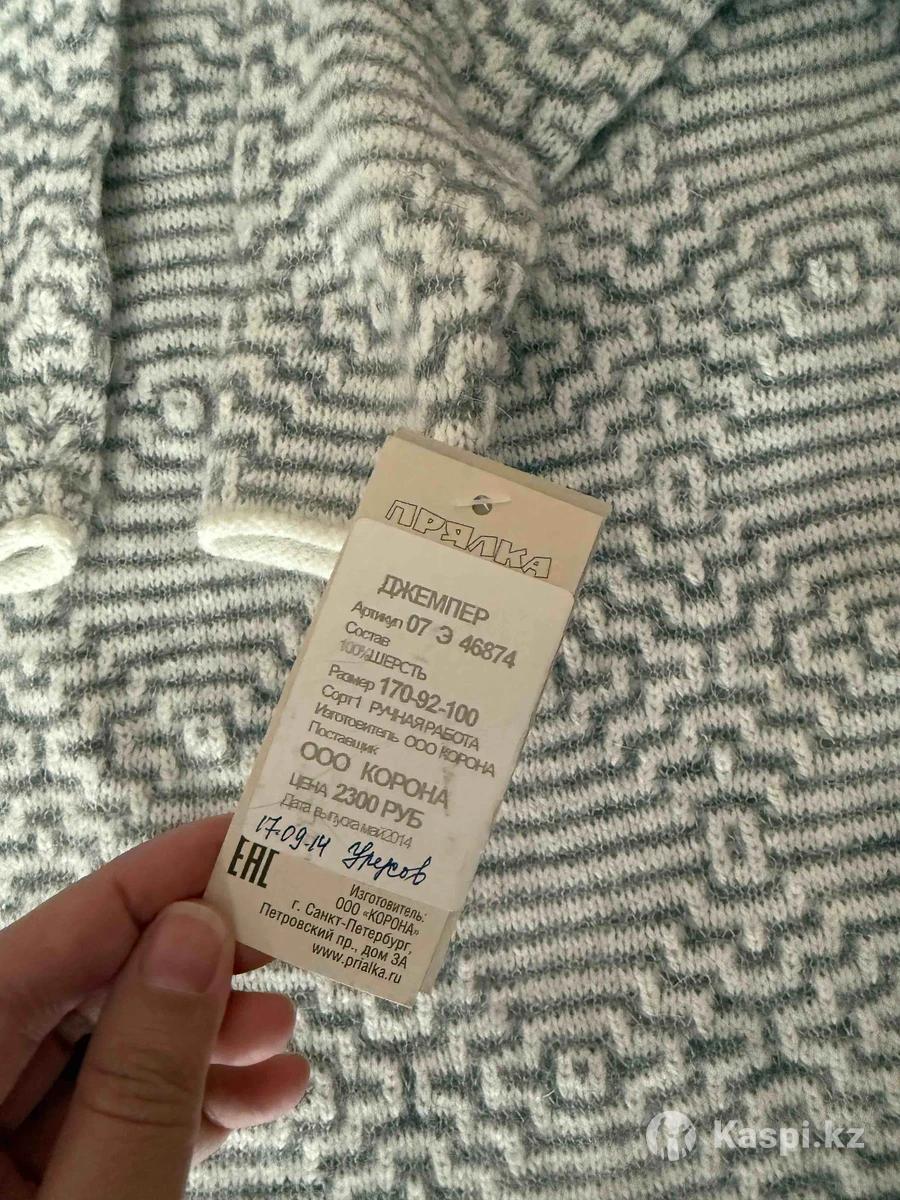 ПРЯЛКА
ДЖЕМПЕР
Артикул 07 Э 46874
Состав
100%ШЕРСТЬ
Размер 170-92-100
Сорт1 РУЧНАЯ РАБОТА
Изготовитель ООО КОРОНА
Поставщик
ООО КОРОНА
ЦЕНА 2300 РУБ
Дата выпуска май2014
17-09-14
ЕАС
Изготовитель:
ООО «КОРОНА»
г. Санкт-Петербург,
Петровский пр., дом 3А
www.prialka.ru
Kaspi.kz